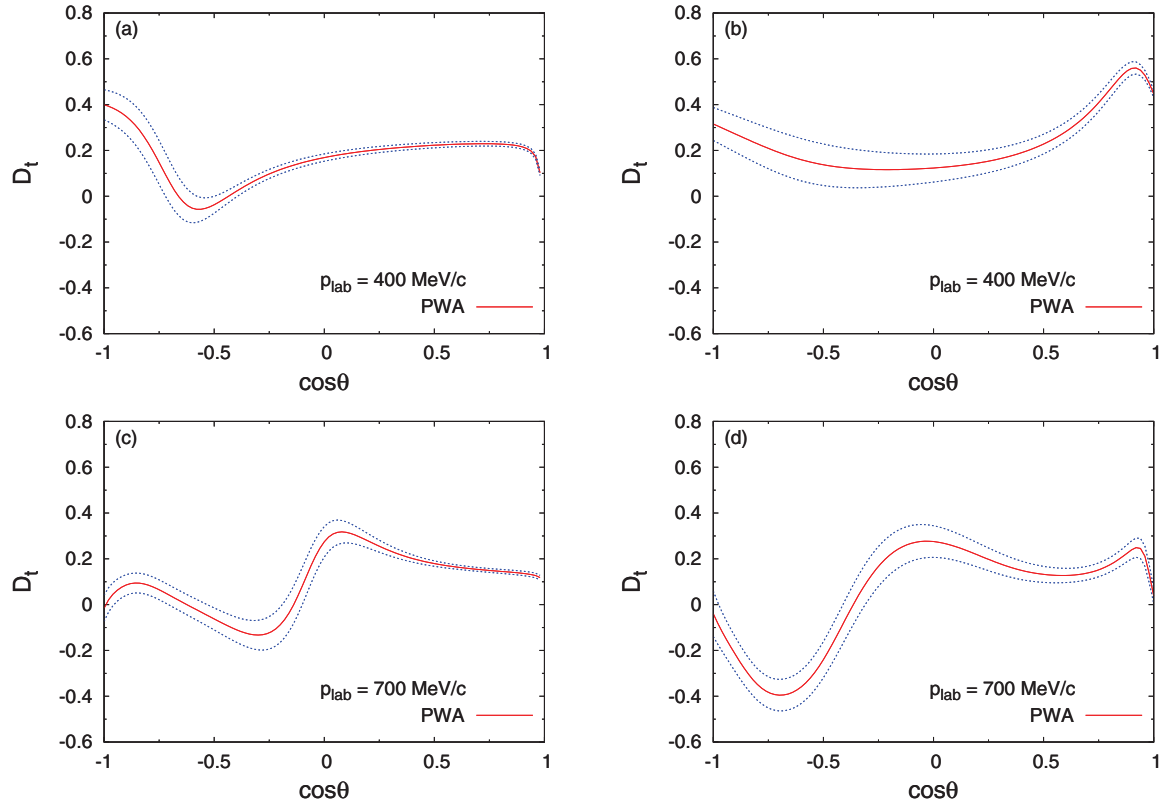 (a)
0.8
0.6
0.4
0.2
0
-0.2
-0.4
-0.6
D_t
p_lab = 400 MeV/c
PWA
-1 -0.5 0 0.5 1
cosθ
(b)
0.8
0.6
0.4
0.2
0
-0.2
-0.4
-0.6
D_t
p_lab = 400 MeV/c
PWA
-1 -0.5 0 0.5 1
cosθ
(c)
0.8
0.6
0.4
0.2
0
-0.2
-0.4
-0.6
D_t
p_lab = 700 MeV/c
PWA
-1 -0.5 0 0.5 1
cosθ
(d)
0.8
0.6
0.4
0.2
0
-0.2
-0.4
-0.6
D_t
p_lab = 700 MeV/c
PWA
-1 -0.5 0 0.5 1
cosθ